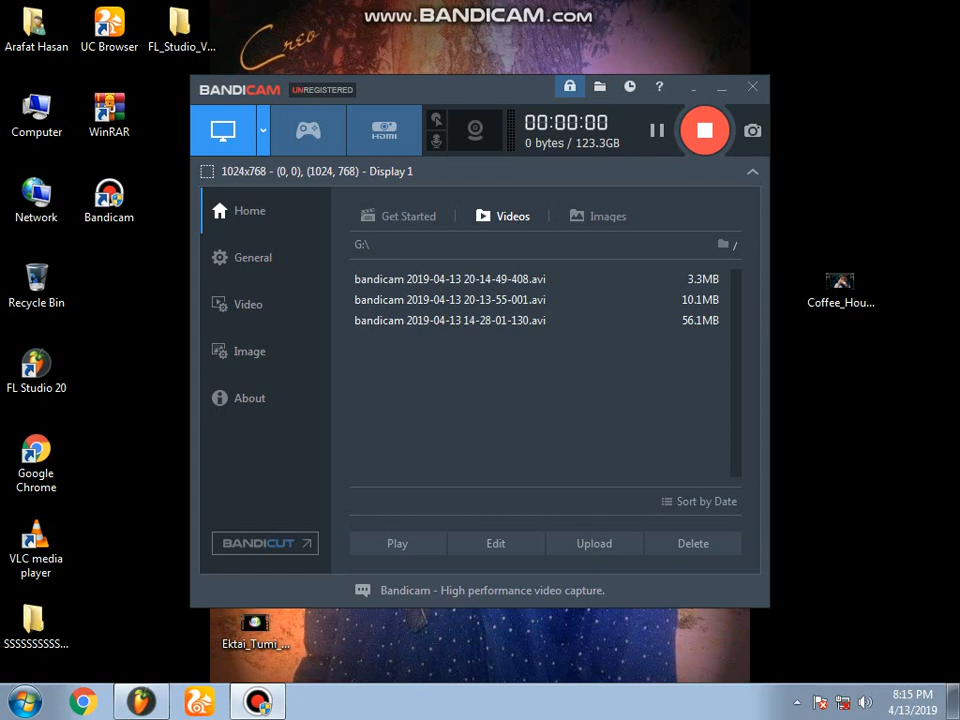 www.BANDICAM.com
Creo
Arafat Hasan
UC Browser
FL_Studio_V...
Computer
WinRAR
Network
Bandicam
Recycle Bin
FL Studio 20
Google
Chrome
VLC media
player
SSSSSSSSSS...
BANDICAM UNREGISTERED
HDMI
00:00:00
0 bytes / 123.3GB
1024x768 - (0, 0), (1024, 768) - Display 1
Home
General
Video
Image
About
BANDICUT
Get Started
Videos
Images
G:\
/
bandicam 2019-04-13 20-14-49-408.avi 3.3MB
bandicam 2019-04-13 20-13-55-001.avi 10.1MB
bandicam 2019-04-13 14-28-01-130.avi 56.1MB
Sort by Date
Play
Edit
Upload
Delete
Bandicam - High performance video capture.
Coffee_Hou...
Ektai_Tumi_...
8:15 PM
4/13/2019